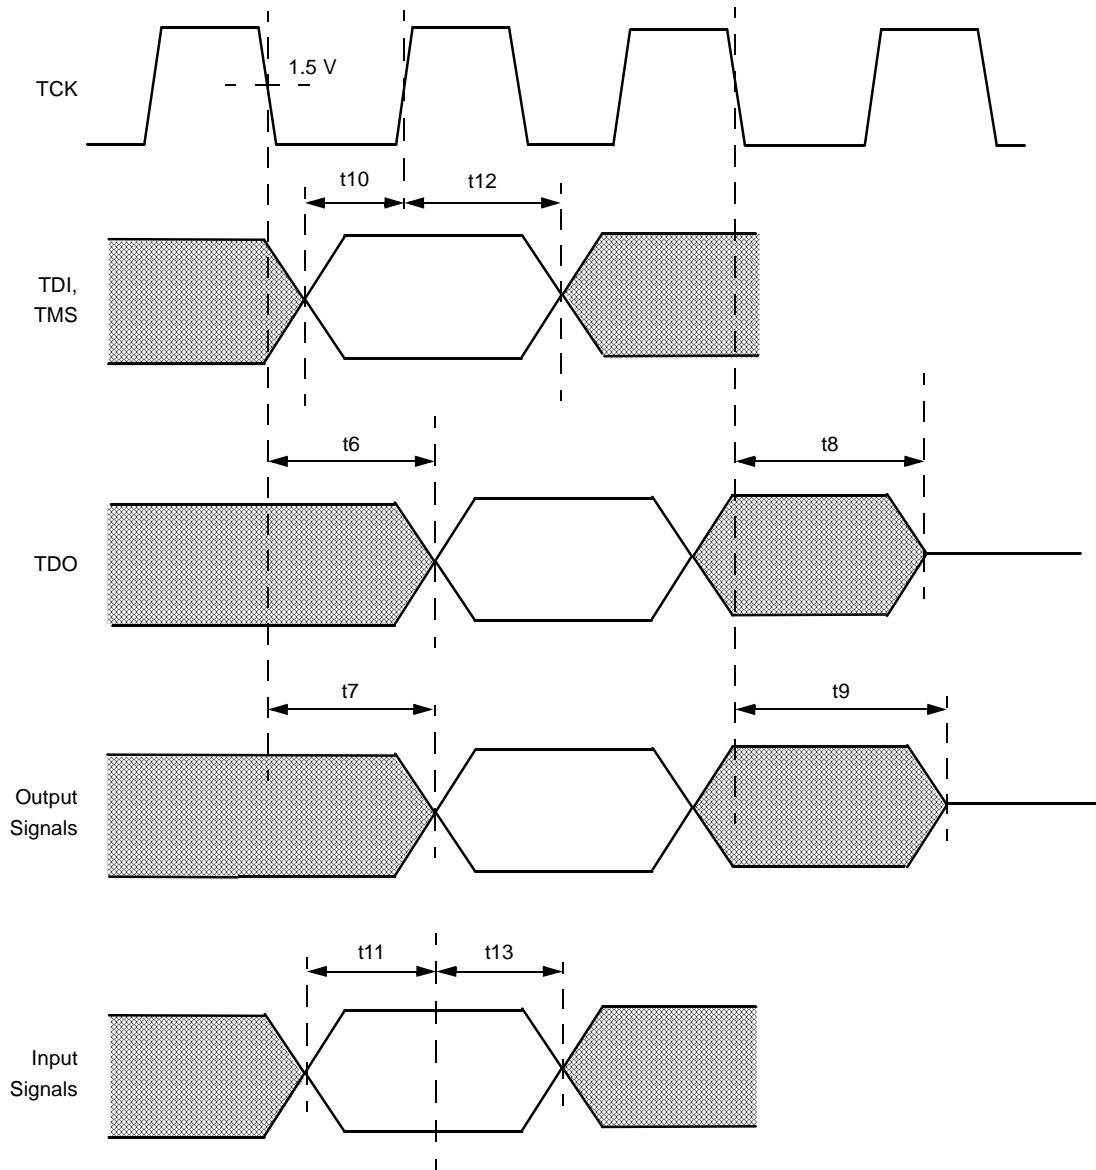 1.5 V
TCK
t10
t12
TDI,
TMS
t6
t8
TDO
t7
t9
Output
Signals
t11
t13
Input
Signals